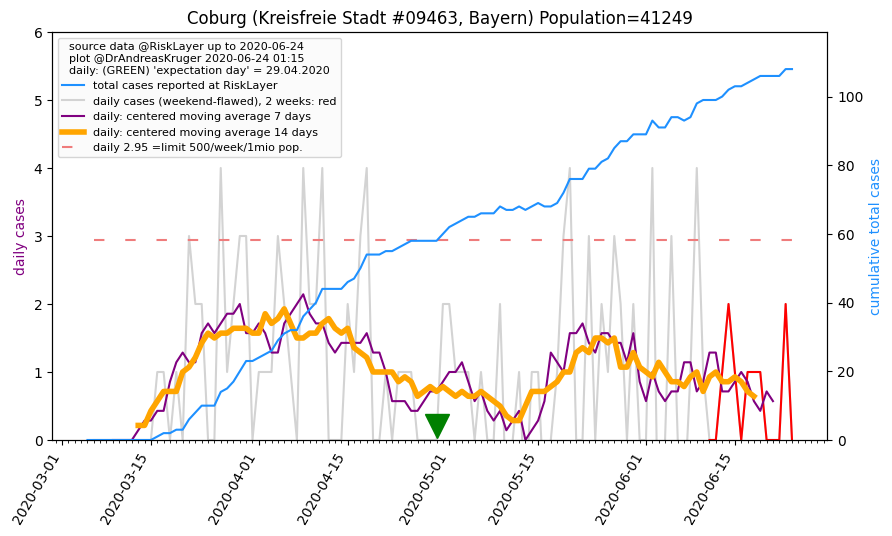 Coburg (Kreisfreie Stadt #09463, Bayern) Population=41249
source data @RiskLayer up to 2020-06-24
plot @DrAndreasKruger 2020-06-24 01:15
daily: (GREEN) 'expectation day' = 29.04.2020
total cases reported at RiskLayer
daily cases (weekend-flawed), 2 weeks: red
daily: centered moving average 7 days
daily: centered moving average 14 days
daily 2.95 =limit 500/week/1mio pop.
daily cases
6
5
4
3
2
1
0
cumulative total cases
100
80
60
40
20
0
2020-03-01
2020-03-15
2020-04-01
2020-04-15
2020-05-01
2020-05-15
2020-06-01
2020-06-15